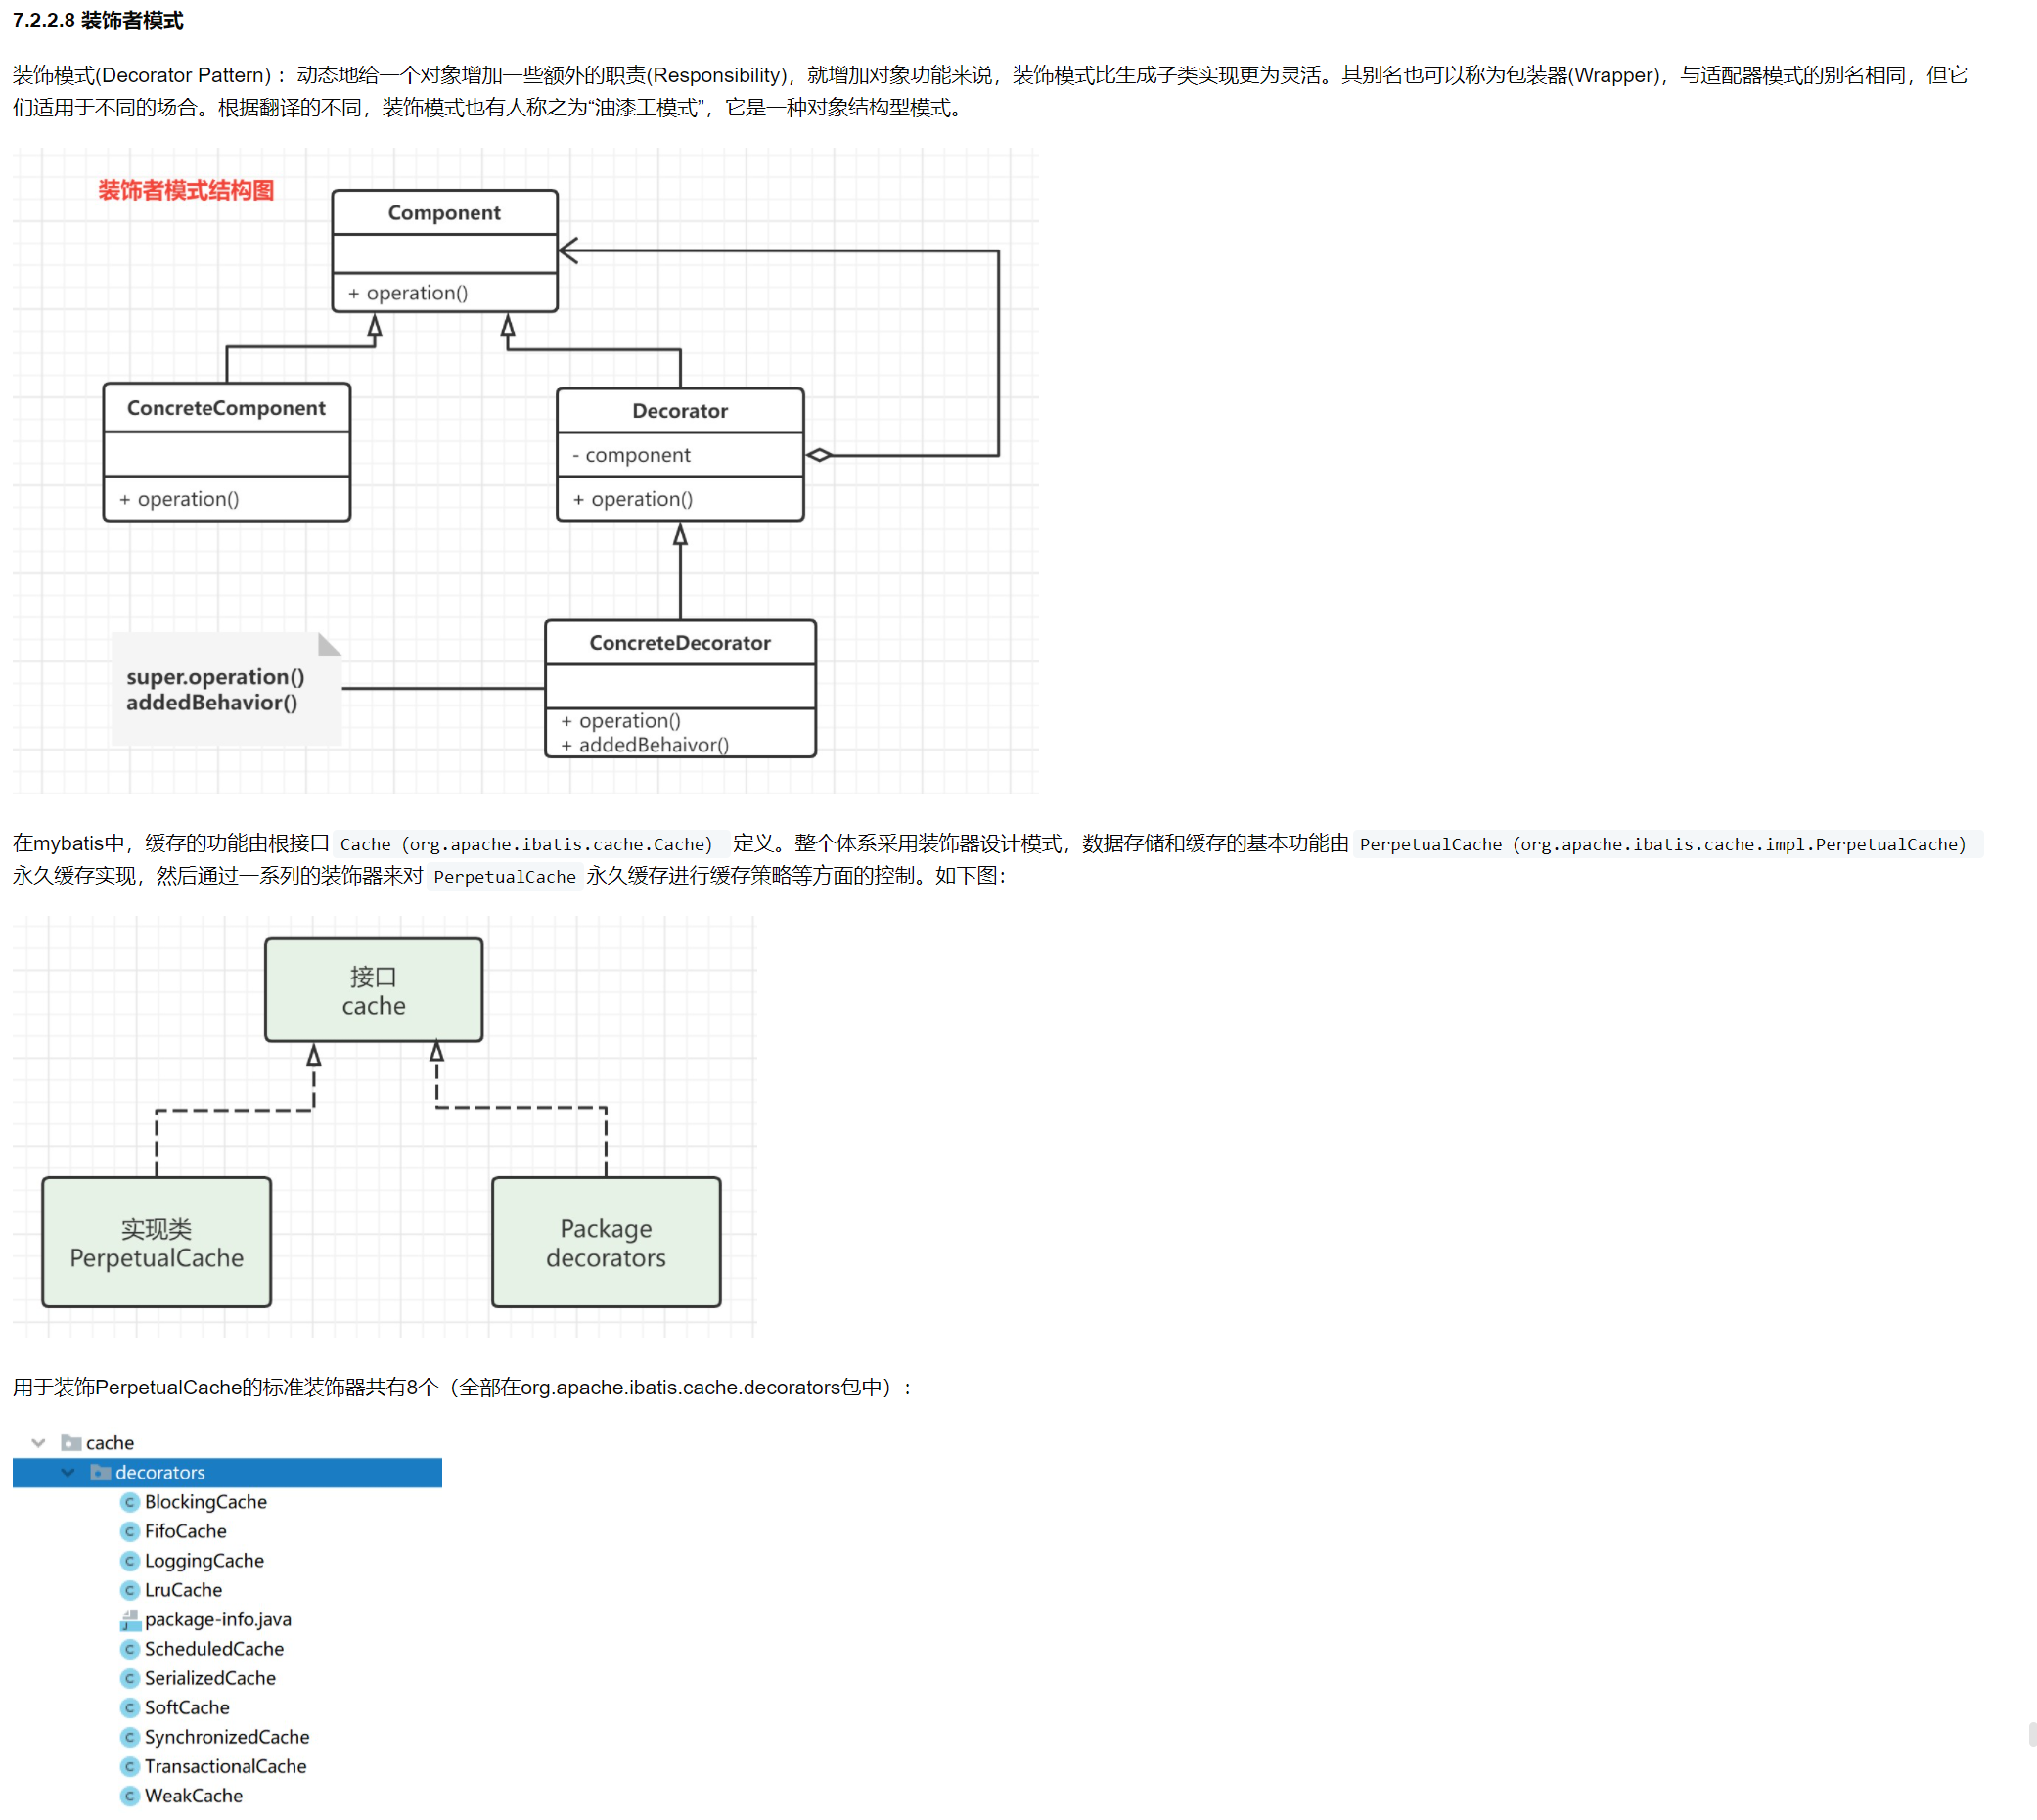 7.2.2.8 装饰者模式
装饰模式(Decorator Pattern) ：动态地给一个对象增加一些额外的职责(Responsibility)，就增加对象功能来说，装饰模式比生成子类实现更为灵活。其别名也可以称为包装器(Wrapper)，与适配器模式的别名相同，但它
们适用于不同的场合。根据翻译的不同，装饰模式也有人称之为“油漆工模式”，它是一种对象结构型模式。
装饰者模式结构图
Component
+ operation()
ConcreteComponent
+ operation()
Decorator
- component
+ operation()
ConcreteDecorator
+ operation()
+ addedBehaivor()
super.operation()
addedBehavior()
在mybatis中，缓存的功能由根接口 Cache (org.apache.ibatis.cache.Cache) 定义。整个体系采用装饰器设计模式，数据存储和缓存的基本功能由 PerpetualCache (org.apache.ibatis.cache.impl.PerpetualCache)
永久缓存实现，然后通过一系列的装饰器来对 PerpetualCache 永久缓存进行缓存策略等方面的控制。如下图：
接口
cache
实现类
PerpetualCache
Package
decorators
用于装饰PerpetualCache的标准装饰器共有8个（全部在org.apache.ibatis.cache.decorators包中）：
cache
decorators
BlockingCache
FifoCache
LoggingCache
LruCache
package-info.java
ScheduledCache
SerializedCache
SoftCache
SynchronizedCache
TransactionalCache
WeakCache